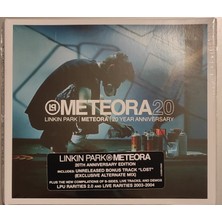 METEORA20
LINKIN PARK | METEORA | 20 YEAR ANNIVERSARY
LINKIN PARK METEORA
20TH ANNIVERSARY EDITION
INCLUDES: UNRELEASED BONUS TRACK "LOST"
(EXCLUSIVE ALTERNATE MIX)
PLUS THE NEW COMPILATIONS OF B-SIDES, LIVE TRACKS, AND DEMOS
LPU RARITIES 2.0 AND LIVE RARITIES 2003-2004